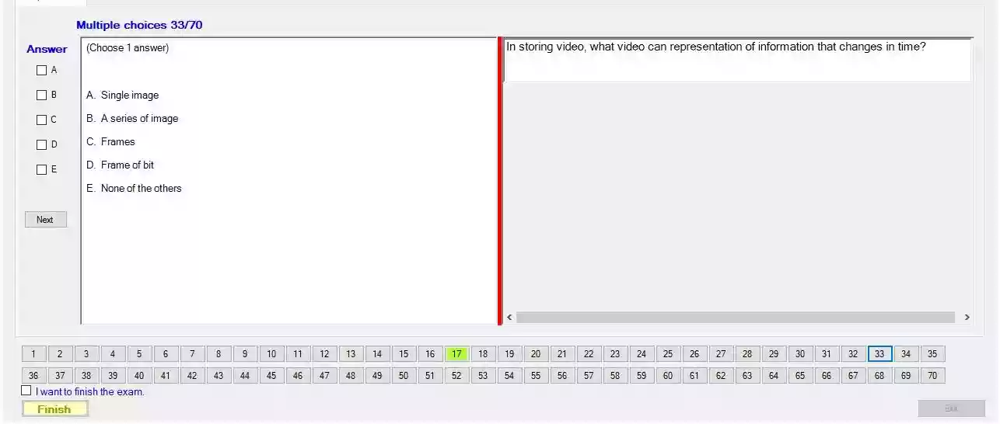 Multiple choices 33/70
Answer
(Choose 1 answer)
In storing video, what video can representation of information that changes in time?
A
B
C
D
E
A. Single image
B. A series of image
C. Frames
D. Frame of bit
E. None of the others
Next
1 2 3 4 5 6 7 8 9 10 11 12 13 14 15 16 17 18 19 20 21 22 23 24 25 26 27 28 29 30 31 32 33 34 35
36 37 38 39 40 41 42 43 44 45 46 47 48 49 50 51 52 53 54 55 56 57 58 59 60 61 62 63 64 65 66 67 68 69 70
I want to finish the exam.
Finish
Exit